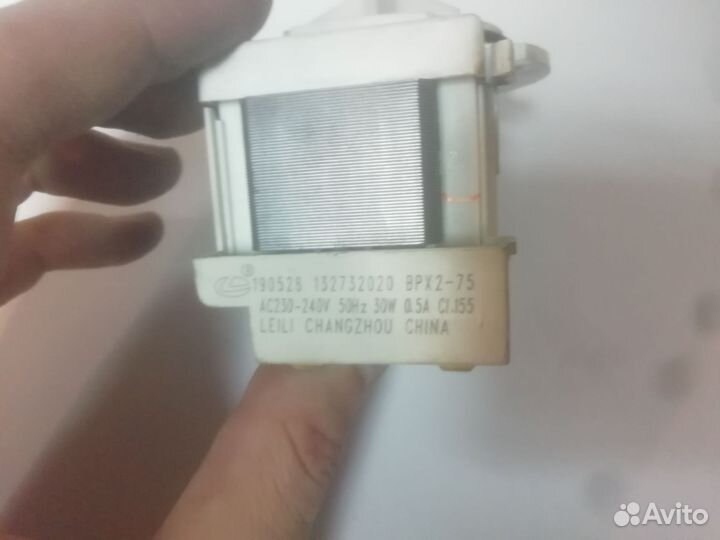 190528 132732020 BPX2-75
AC230-240V 50Hz 30W 0.5A Cl.155
LEILI CHANGZHOU CHINA
Avito